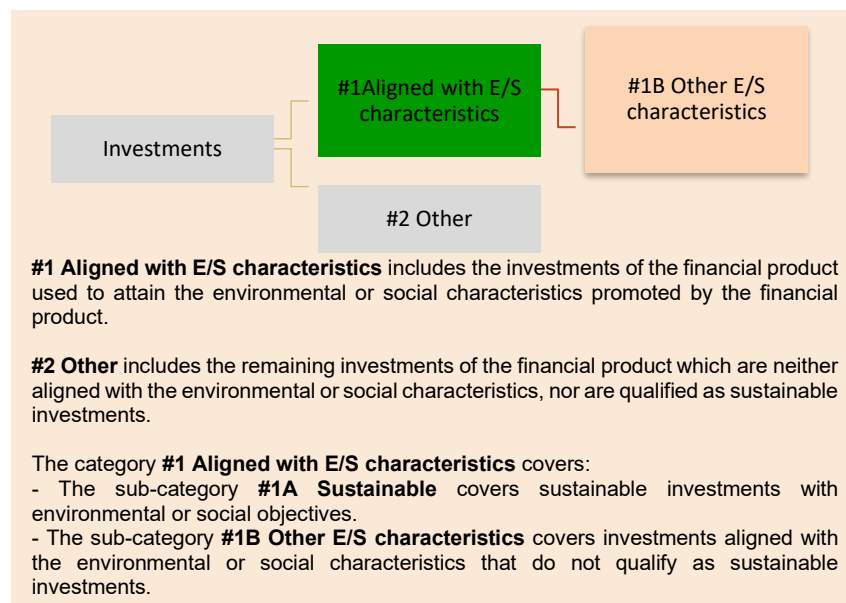 #1Aligned with E/S
characteristics
#1B Other E/S
characteristics
Investments
#2 Other
#1 Aligned with E/S characteristics includes the investments of the financial product
used to attain the environmental or social characteristics promoted by the financial
product.
#2 Other includes the remaining investments of the financial product which are neither
aligned with the environmental or social characteristics, nor are qualified as sustainable
investments.
The category #1 Aligned with E/S characteristics covers:
- The sub-category #1A Sustainable covers sustainable investments with
environmental or social objectives.
- The sub-category #1B Other E/S characteristics covers investments aligned with
the environmental or social characteristics that do not qualify as sustainable
investments.